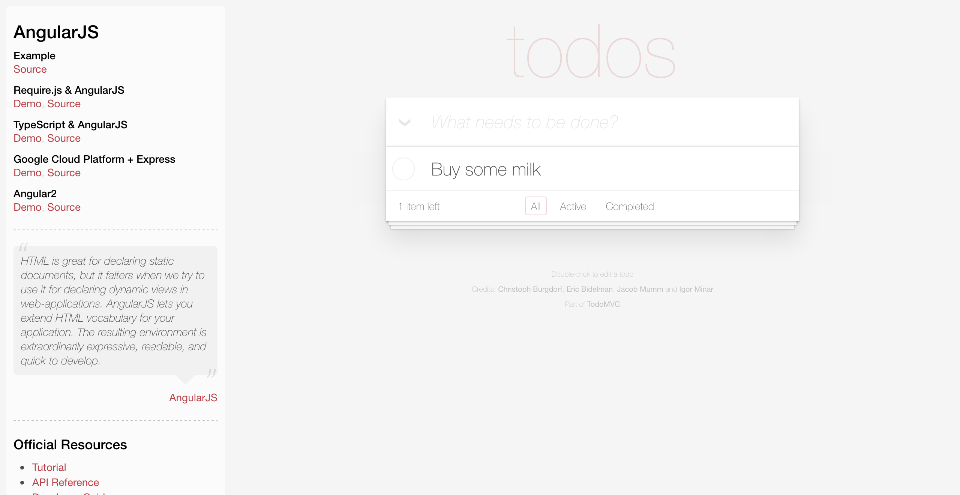 AngularJS
Example
Source
Require.js & AngularJS
Demo, Source
TypeScript & AngularJS
Demo, Source
Google Cloud Platform + Express
Demo, Source
Angular2
Demo, Source
“
HTML is great for declaring static
documents, but it falters when we try to
use it for declaring dynamic views in
web-applications. AngularJS lets you
extend HTML vocabulary for your
application. The resulting environment is
extraordinarily expressive, readable, and
quick to develop.
”
AngularJS
Official Resources
Tutorial
API Reference
todos
What needs to be done?
Buy some milk
1 item left
All
Active
Completed
Double-click to edit a todo
Credits: Christoph Burgdorf, Eric Bidelman, Jacob Mumm and Igor Minar
Part of TodoMVC